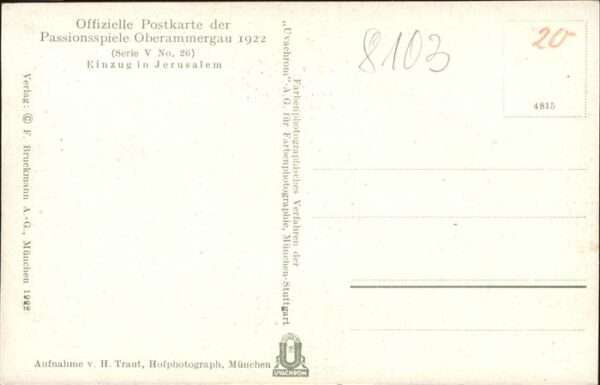 Offizielle Postkarte der
Passionsspiele Oberammergau 1922
(Serie V No. 26)
Einzug in Jerusalem
Verlag: © F. Bruckmann A.-G., München 1922
Aufnahme v. H. Traut, Hofphotograph, München
Farbenphotographisches Verfahren der
„Uvachrom“-A.G. für Farbenphotographie, München-Stuttgart
U
UVACHROM
8103
20-
4815